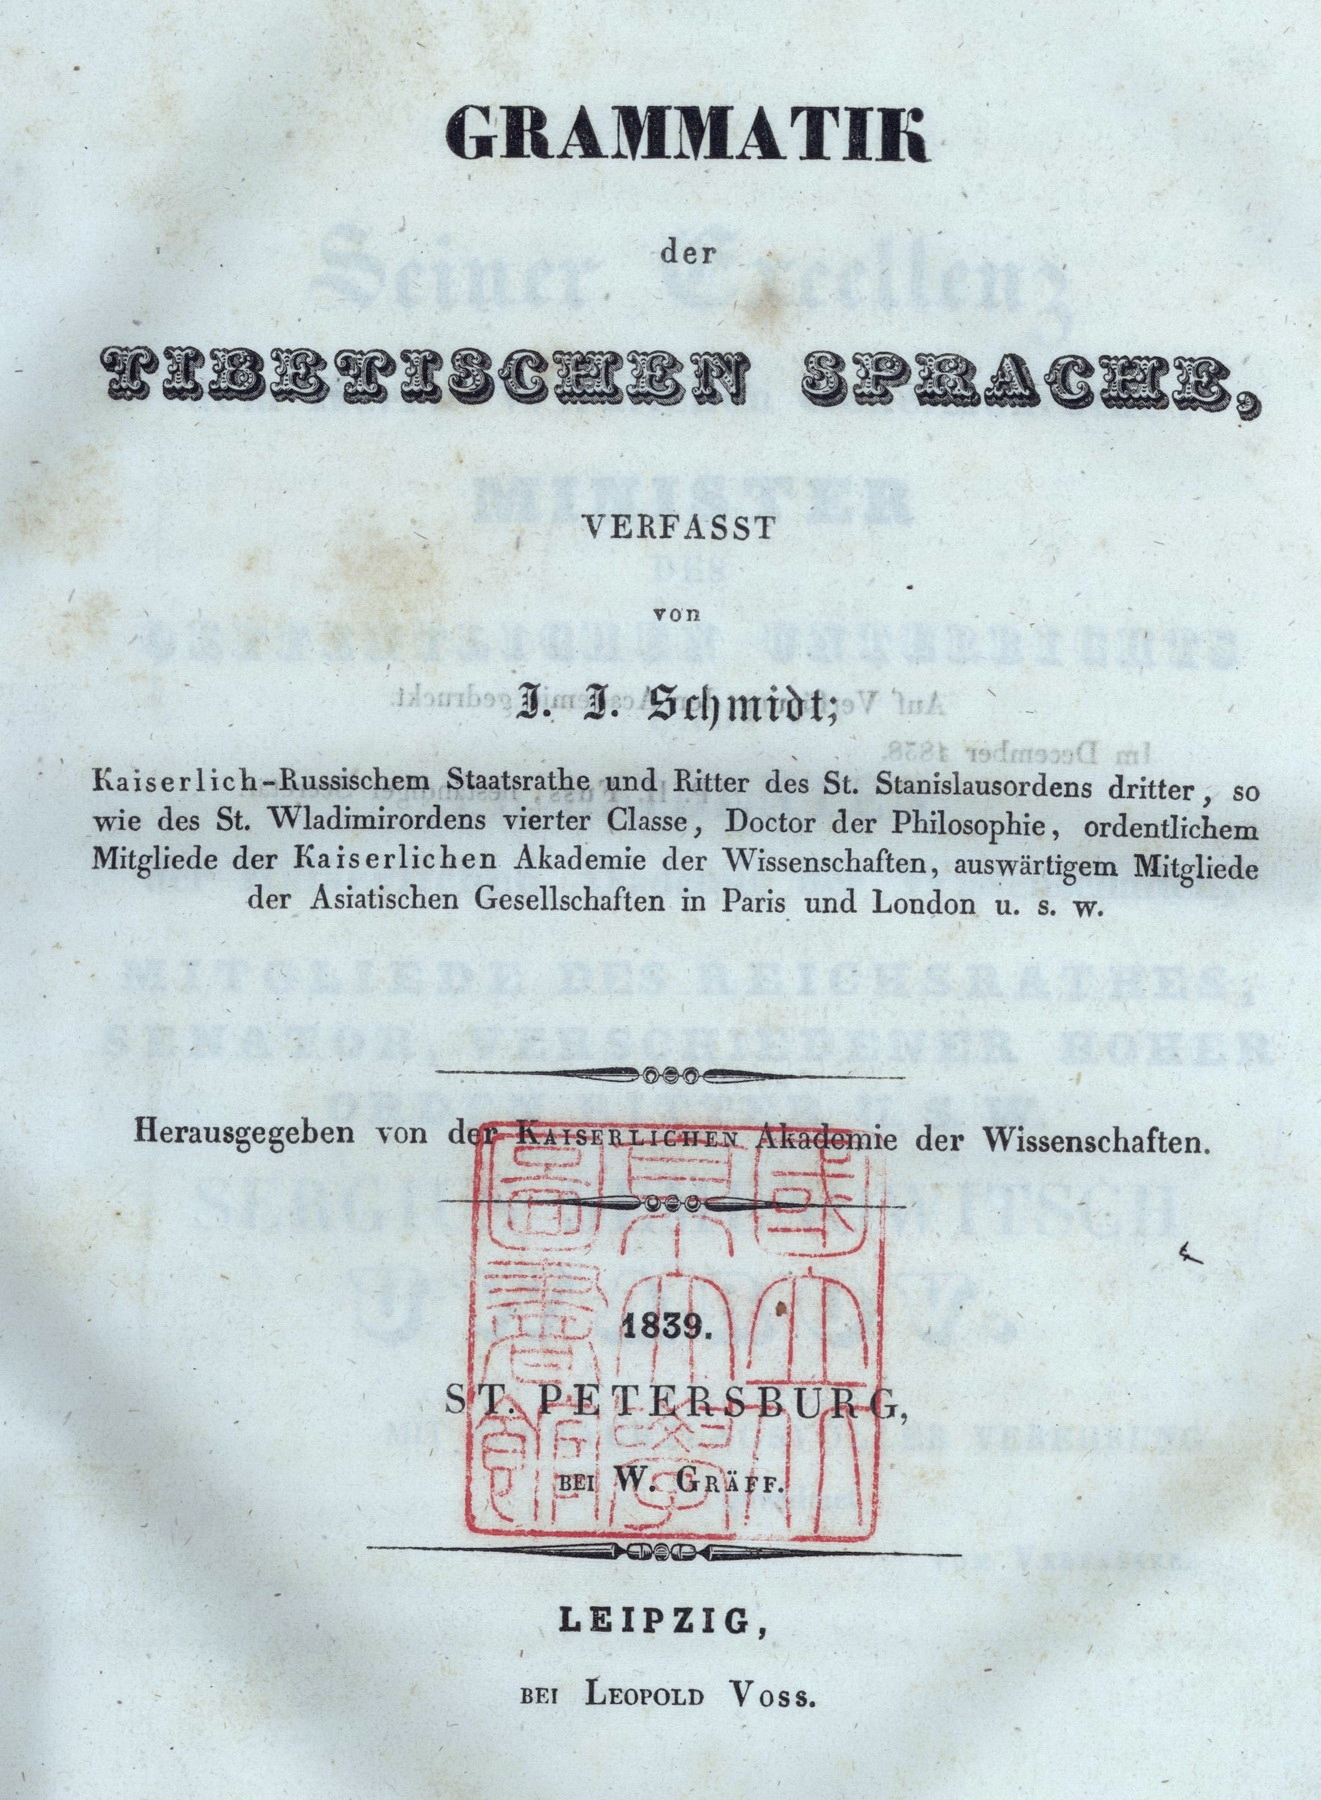 GRAMMATIK
der
TIBETISCHEN SPRACHE,
VERFASST
von
J. J. Schmidt;
Kaiserlich-Russischem Staatsrathe und Ritter des St. Stanislausordens dritter, so
wie des St. Wladimirordens vierter Classe, Doctor der Philosophie, ordentlichem
Mitgliede der Kaiserlichen Akademie der Wissenschaften, auswärtigem Mitgliede
der Asiatischen Gesellschaften in Paris und London u. s. w.
Herausgegeben von der KAISERLICHEN Akademie der Wissenschaften.
1839.
ST. PETERSBURG,
BEI W. GRÄFF.
LEIPZIG,
BEI LEOPOLD VOSS.